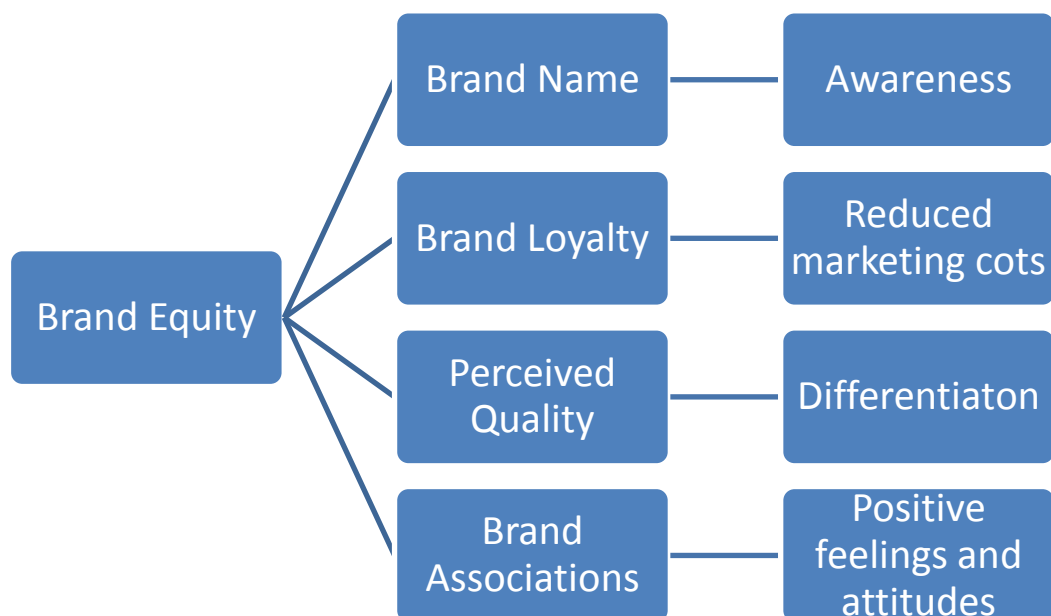 Brand Name
Awareness
Brand Loyalty
Reduced
marketing cots
Brand Equity
Perceived
Quality
Differentiaton
Brand
Associations
Positive
feelings and
attitudes